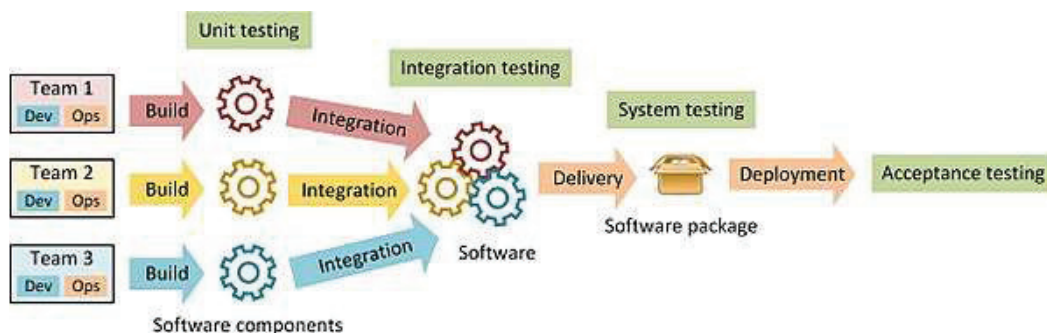 Unit testing
Integration testing
System testing
Acceptance testing
Team 1
Dev Ops
Build
Integration
Team 2
Dev Ops
Build
Integration
Delivery
Deployment
Software package
Team 3
Dev Ops
Build
Integration
Software
Software components